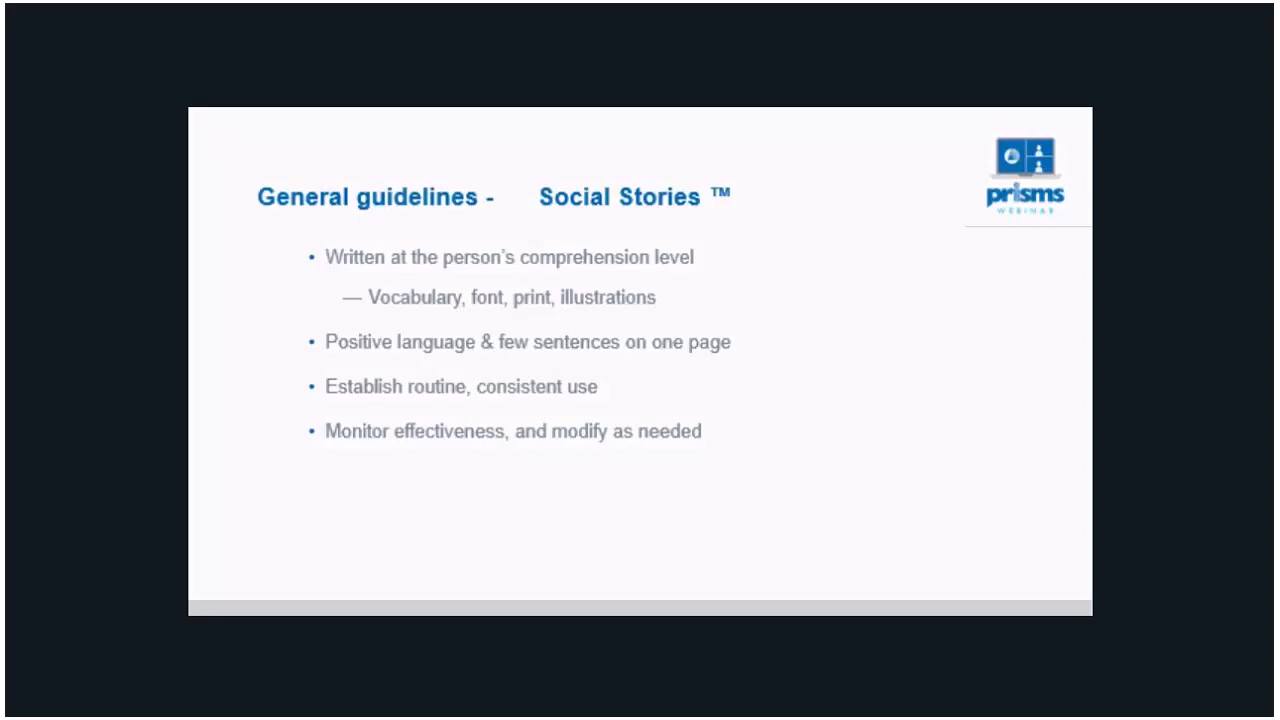 General guidelines - Social Stories ™
prisms
WEBINAR
• Written at the person's comprehension level
— Vocabulary, font, print, illustrations
• Positive language & few sentences on one page
• Establish routine, consistent use
• Monitor effectiveness, and modify as needed